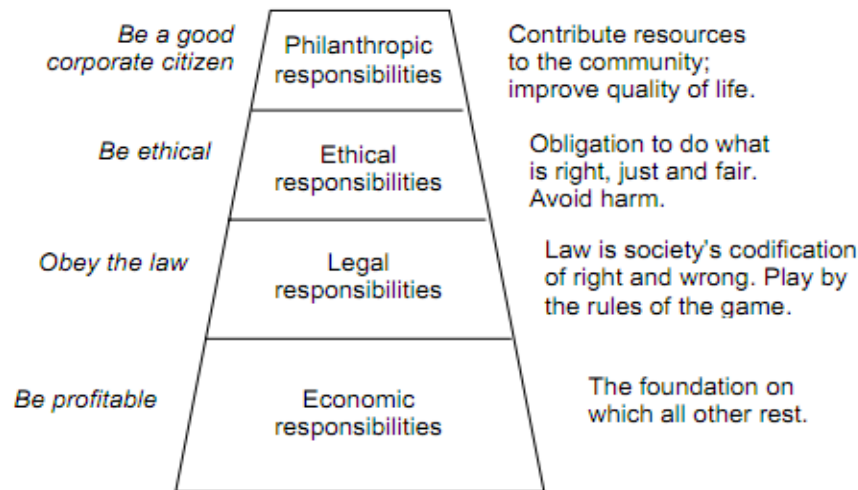 Be a good
corporate citizen
Philanthropic
responsibilities
Contribute resources
to the community;
improve quality of life.
Be ethical
Ethical
responsibilities
Obligation to do what
is right, just and fair.
Avoid harm.
Obey the law
Legal
responsibilities
Law is society's codification
of right and wrong. Play by
the rules of the game.
Be profitable
Economic
responsibilities
The foundation on
which all other rest.